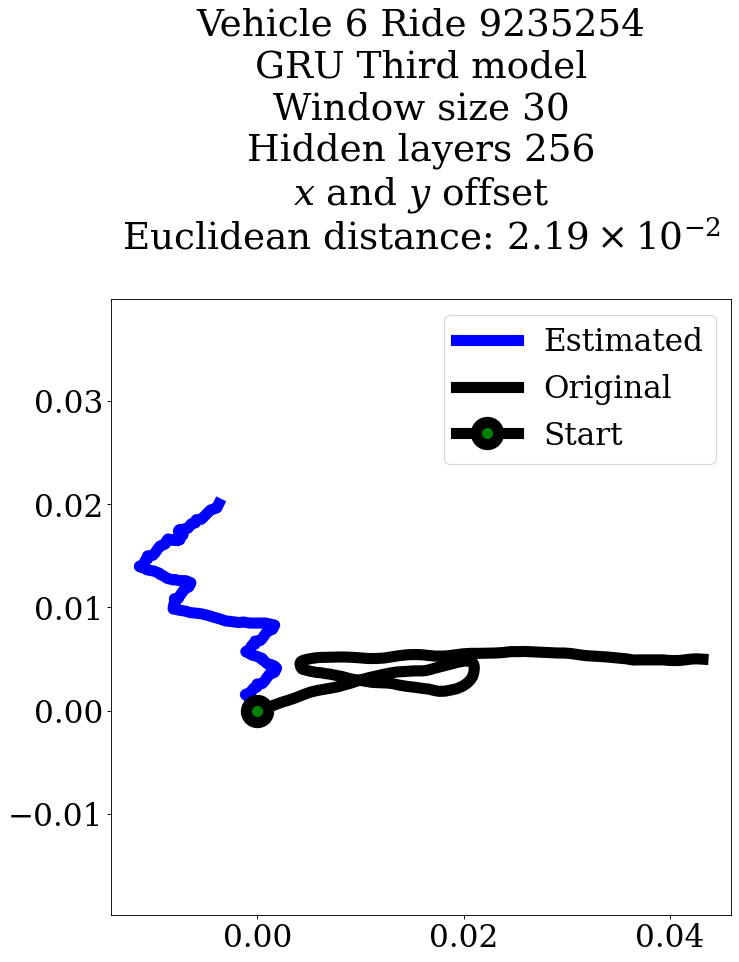 Vehicle 6 Ride 9235254
GRU Third model
Window size 30
Hidden layers 256
x and y offset
Euclidean distance: 2.19 × 10⁻²
Estimated
Original
Start
0.03
0.02
0.01
0.00
−0.01
0.00 0.02 0.04